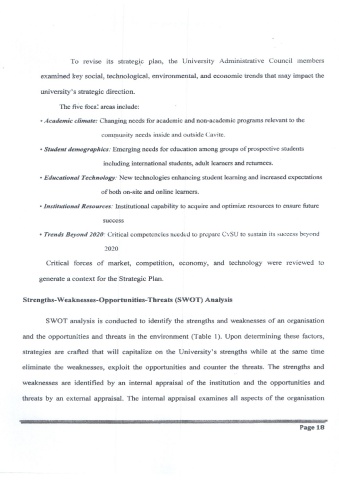 To revise its strategic plan, the University Administrative Council members
examined key social, technological, environmental, and economic trends that may impact the
university's strategic direction.
The five focal areas include:
• Academic climate: Changing needs for academic and non-academic programs relevant to the
community needs inside and outside Cavite.
• Student demographics: Emerging needs for education among groups of prospective students
including international students, adult learners and returnees.
• Educational Technology: New technologies enhancing student learning and increased expectations
of both on-site and online learners.
• Institutional Resources: Institutional capability to acquire and optimize resources to ensure future
success
• Trends Beyond 2020: Critical competencies needed to prepare CvSU to sustain its success beyond
2020
Critical forces of market, competition, economy, and technology were reviewed to
generate a context for the Strategic Plan.
Strengths-Weaknesses-Opportunities-Threats (SWOT) Analysis
SWOT analysis is conducted to identify the strengths and weaknesses of an organisation
and the opportunities and threats in the environment (Table 1). Upon determining these factors,
strategies are crafted that will capitalize on the University's strengths while at the same time
eliminate the weaknesses, exploit the opportunities and counter the threats. The strengths and
weaknesses are identified by an internal appraisal of the institution and the opportunities and
threats by an external appraisal. The internal appraisal examines all aspects of the organisation
Page 18